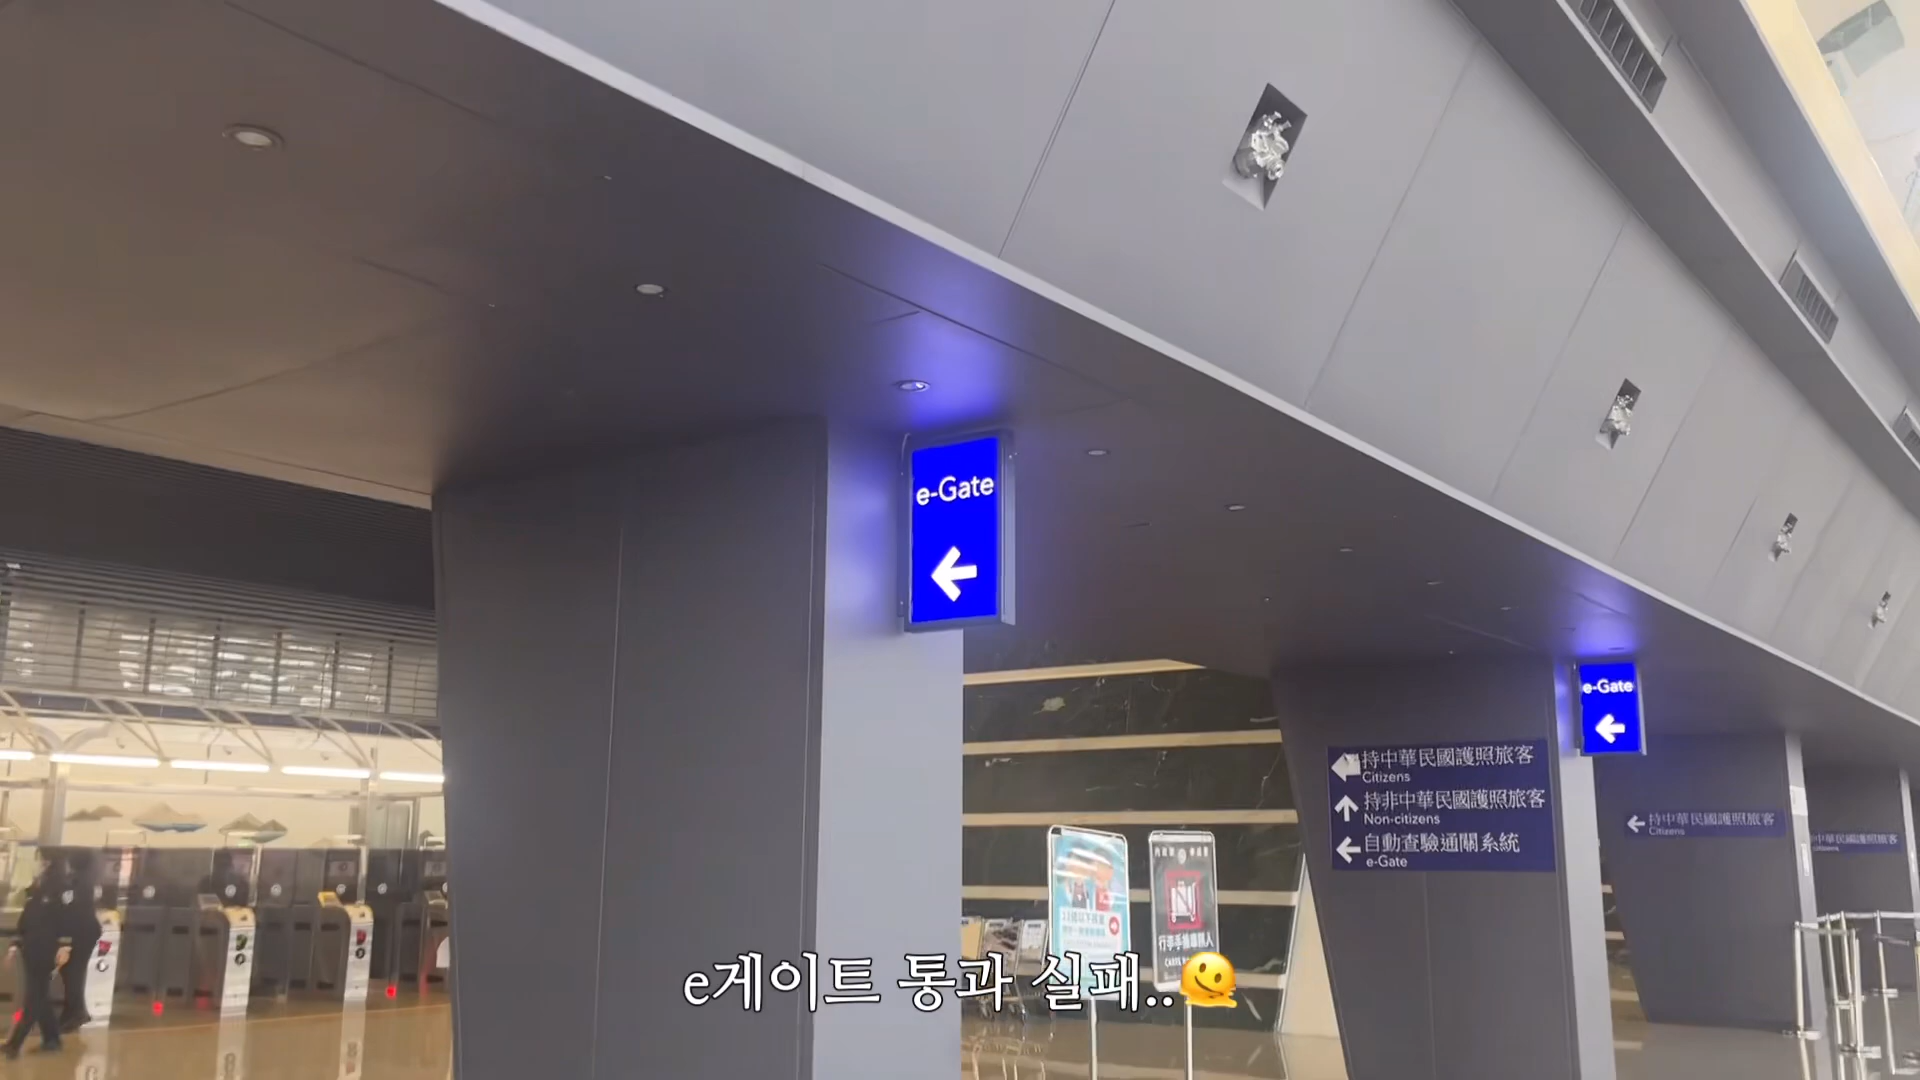 e-Gate
e-Gate
持中華民國護照旅客
Citizens
持非中華民國護照旅客
Non-citizens
自動查驗通關系統
e-Gate
持中華民國護照旅客
Citizens
e게이트 통과 실패..🫠